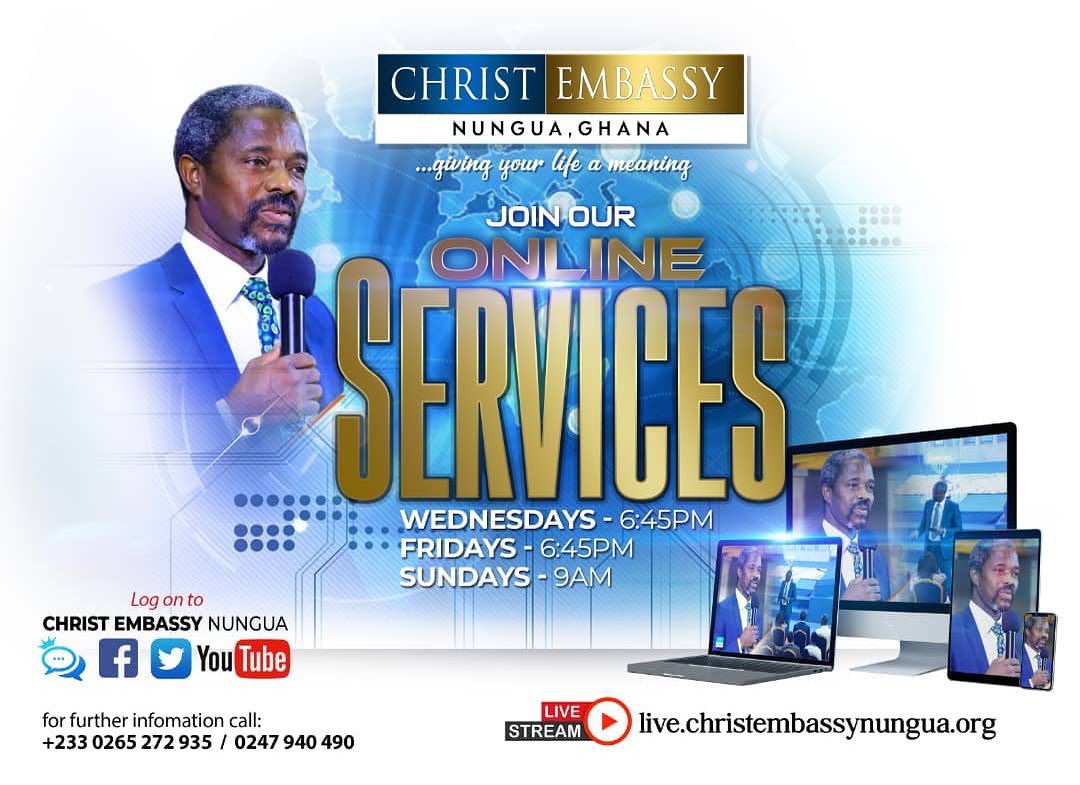 CHRIST EMBASSY
NUNGUA, GHANA
...giving your life a meaning
JOIN OUR
ONLINE
SERVICES
WEDNESDAYS - 6:45PM
FRIDAYS - 6:45PM
SUNDAYS - 9AM
Log on to
CHRIST EMBASSY NUNGUA
f
YouTube
for further infomation call:
+233 0265 272 935 / 0247 940 490
LIVE
STREAM
live.christembassynungua.org